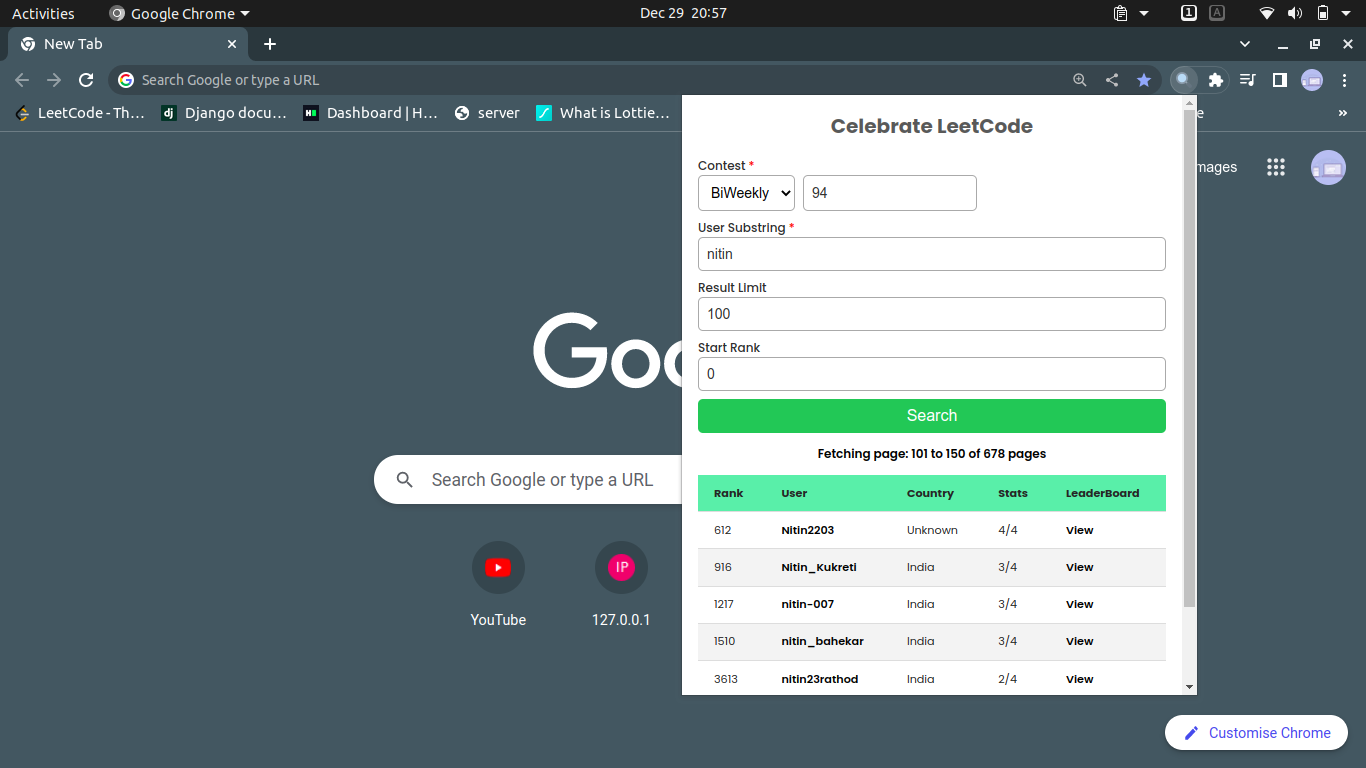 Activities Google Chrome Dec 29 20:57 1 A
New Tab
Search Google or type a URL
LeetCode - Th... dj Django docu... Dashboard | H... server What is Lottie... e »
Celebrate LeetCode
mages
Contest *
BiWeekly 94
User Substring *
nitin
Result Limit
100
Start Rank
0
Goo
Search
Fetching page: 101 to 150 of 678 pages
Search Google or type a URL
Rank User Country Stats LeaderBoard
612 Nitin2203 Unknown 4/4 View
916 Nitin_Kukreti India 3/4 View
1217 nitin-007 India 3/4 View
1510 nitin_bahekar India 3/4 View
3613 nitin23rathod India 2/4 View
IP
YouTube 127.0.0.1
Customise Chrome